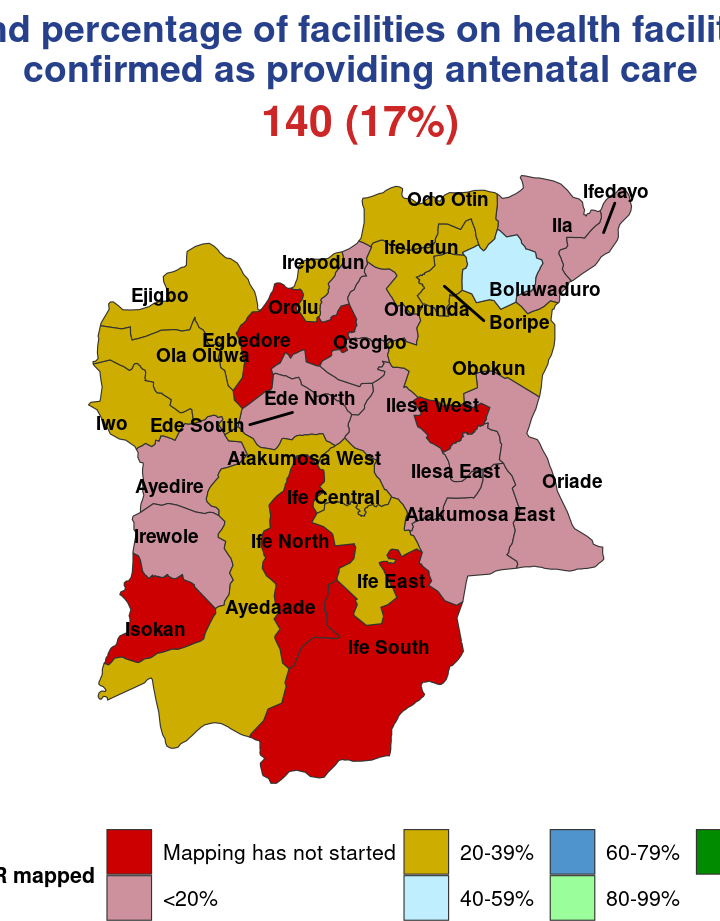 percentage of facilities on health
confirmed as providing antenatal care
140 (17%)
Ifedayo
Odo Otin
Ila
Ifelodun
Irepodun
Boluwaduro
Ejigbo
Orolu
Olorunda
Boripe
Egbedore
Osogbo
Ola Oluwa
Obokun
Ede North
Ilesa West
Iwo
Ede South
Atakumosa West
Ilesa East
Oriade
Ayedire
Ife Central
Atakumosa East
Irewole
Ife North
Ife East
Ayedaade
Isokan
Ife South
R mapped
Mapping has not started
<20%
20-39%
40-59%
60-79%
80-99%